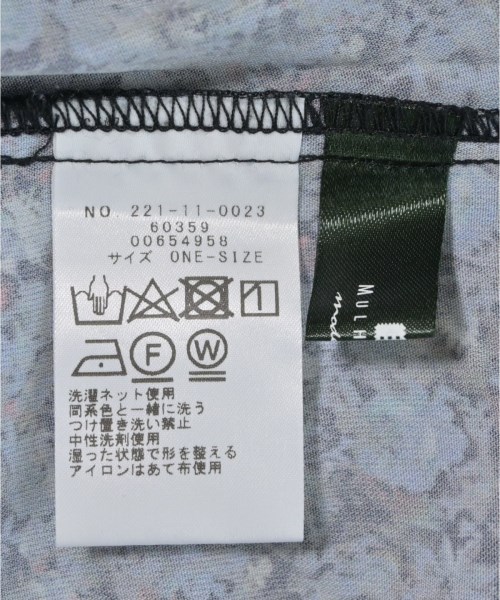 NO. 221-11-0023
60359
00654958
サイズ ONE-SIZE
F
W
洗濯ネット使用
同系色と一緒に洗う
つけ置き洗い禁止
中性洗剤使用
湿った状態で形を整える
アイロンはあて布使用
MULH
mad